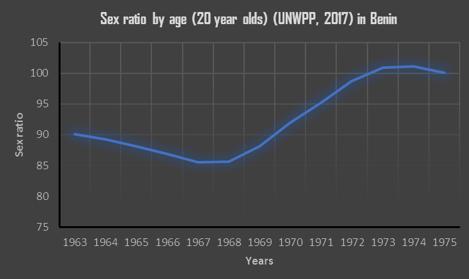 Sex ratio by age (20 year olds) (UNWPP, 2017) in Benin
105
100
95
90
85
80
75
Sex ratio
1963 1964 1965 1966 1967 1968 1969 1970 1971 1972 1973 1974 1975
Years